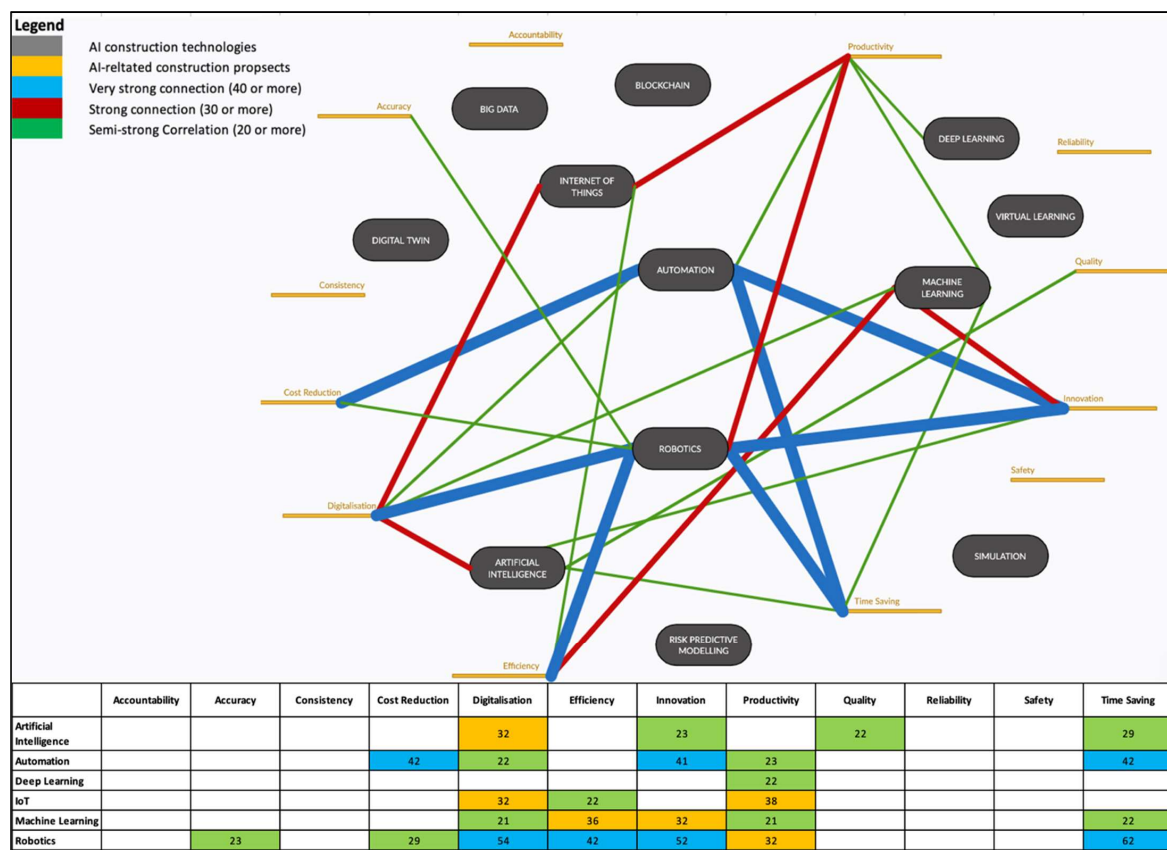 Legend
AI construction technologies
AI-reltated construction propsects
Very strong connection (40 or more)
Strong connection (30 or more)
Semi-strong Correlation (20 or more)
Accountability
Productivity
BLOCKCHAIN
BIG DATA
Accuracy
DEEP LEARNING
Reliability
INTERNET OF
THINGS
VIRTUAL LEARNING
DIGITAL TWIN
AUTOMATION
Quality
MACHINE
LEARNING
Consistency
Cost Reduction
Innovation
ROBOTICS
Safety
Digitalisation
ARTIFICIAL
INTELLIGENCE
SIMULATION
Time Saving
RISK PREDICTIVE
MODELLING
Efficiency
Accountability Accuracy Consistency Cost Reduction Digitalisation Efficiency Innovation Productivity Quality Reliability Safety Time Saving
Artificial
Intelligence 32 23 22 29
Automation 42 22 41 23 42
Deep Learning 22
IoT 32 22 38
Machine Learning 21 36 32 21 22
Robotics 23 29 54 42 52 32 62